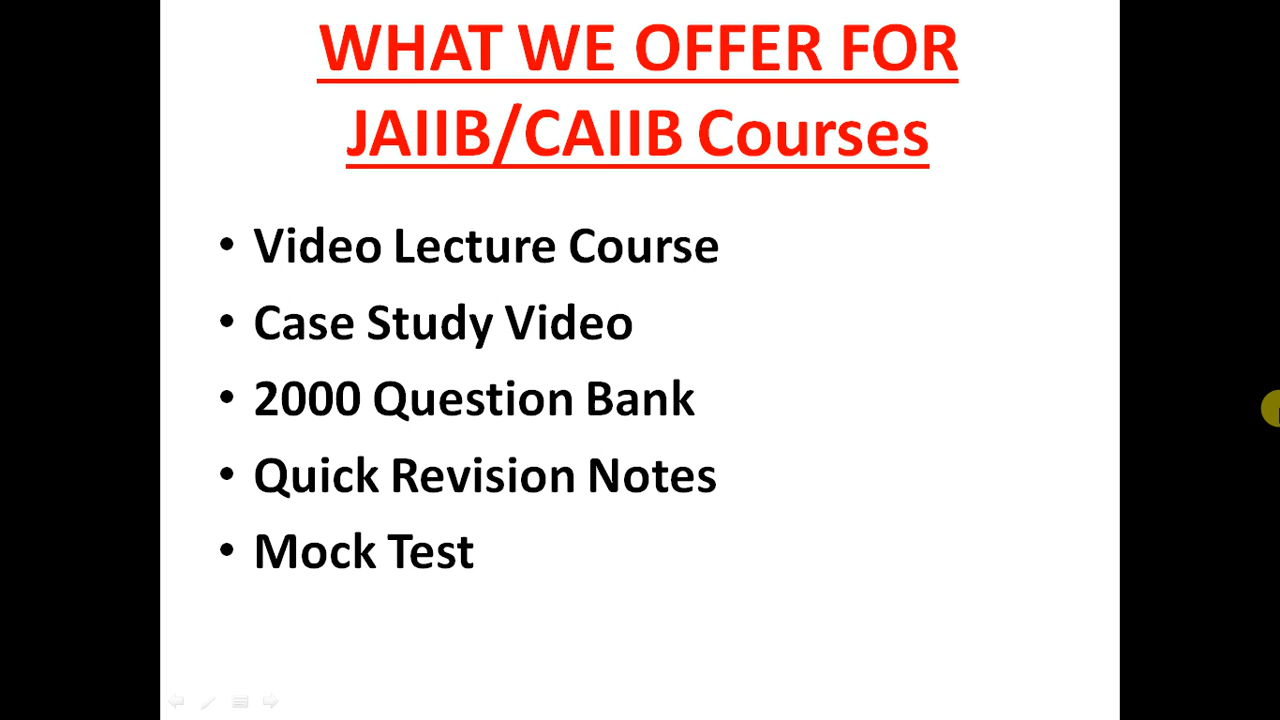 WHAT WE OFFER FOR
JAIIB/CAIIB Courses
• Video Lecture Course
• Case Study Video
• 2000 Question Bank
• Quick Revision Notes
• Mock Test